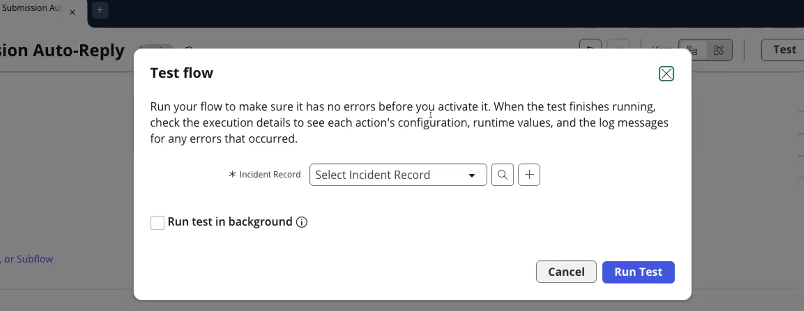 Submission Au
sion Auto-Reply
Test
Test flow
Run your flow to make sure it has no errors before you activate it. When the test finishes running,
check the execution details to see each action's configuration, runtime values, and the log messages
for any errors that occurred.
* Incident Record
Select Incident Record
Run test in background
, or Subflow
Cancel
Run Test